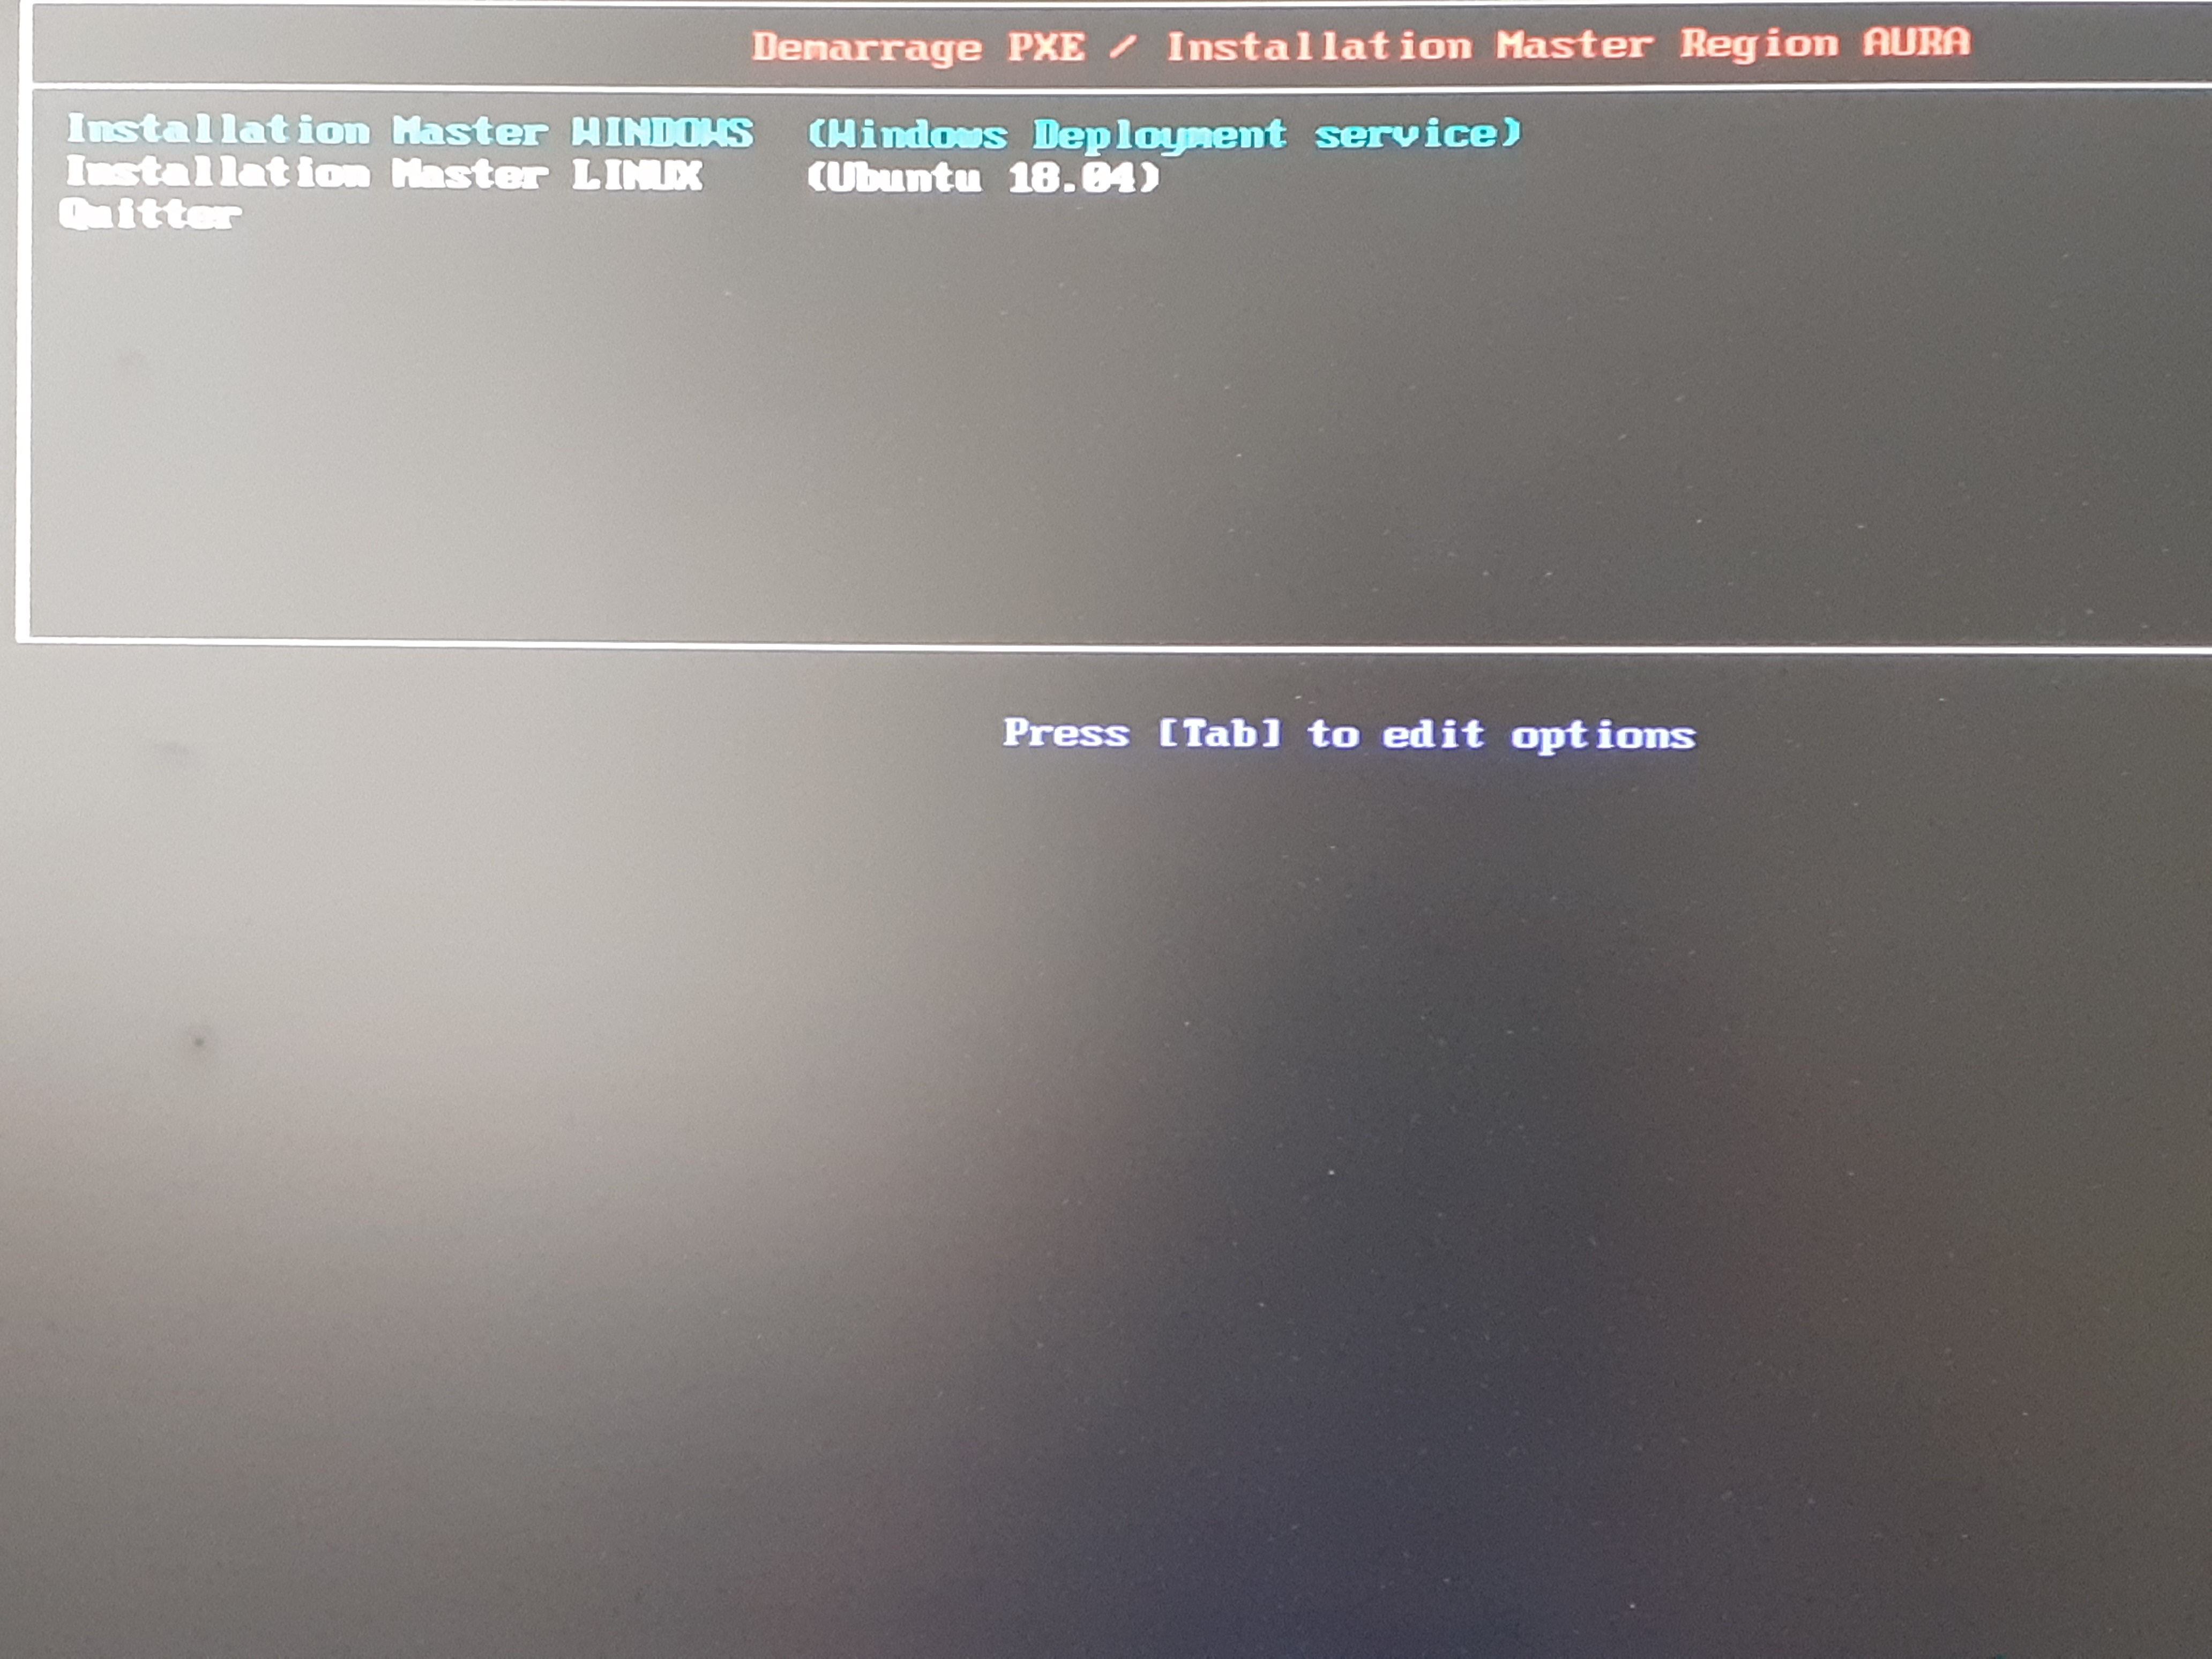 Demarrage PXE / Installation Master Region AURA
Installation Master WINDOWS (Windows Deployment service)
Installation Master LINUX (Ubuntu 18.04)
Quitter
Press [Tab] to edit options